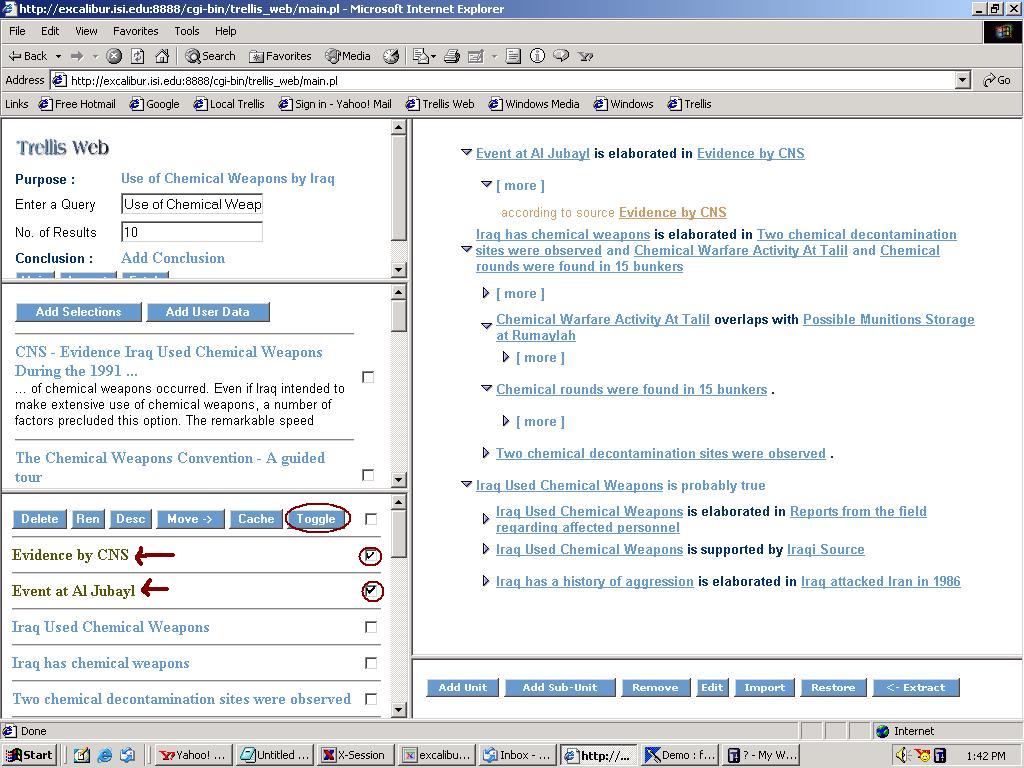 http://excalibur.isi.edu:8888/cgi-bin/trellis_web/main.pl - Microsoft Internet Explorer
File Edit View Favorites Tools Help
Back Search Favorites Media
Address http://excalibur.isi.edu:8888/cgi-bin/trellis_web/main.pl Go
Links Free Hotmail Google Local Trellis Sign in - Yahoo! Mail Trellis Web Windows Media Windows Trellis
Trellis Web
Purpose : Use of Chemical Weapons by Iraq
Enter a Query Use of Chemical Weap
No. of Results 10
Conclusion : Add Conclusion
Add Selections Add User Data
CNS - Evidence Iraq Used Chemical Weapons
During the 1991 ...
... of chemical weapons occurred. Even if Iraq intended to
make extensive use of chemical weapons, a number of
factors precluded this option. The remarkable speed
The Chemical Weapons Convention - A guided
tour
Delete Ren Desc Move -> Cache Toggle
Evidence by CNS
Event at Al Jubayl
Iraq Used Chemical Weapons
Iraq has chemical weapons
Two chemical decontamination sites were observed
Event at Al Jubayl is elaborated in Evidence by CNS
[ more ]
according to source Evidence by CNS
Iraq has chemical weapons is elaborated in Two chemical decontamination
sites were observed and Chemical Warfare Activity At Talil and Chemical
rounds were found in 15 bunkers
[ more ]
Chemical Warfare Activity At Talil overlaps with Possible Munitions Storage
at Rumaylah
[ more ]
Chemical rounds were found in 15 bunkers .
[ more ]
Two chemical decontamination sites were observed .
Iraq Used Chemical Weapons is probably true
Iraq Used Chemical Weapons is elaborated in Reports from the field
regarding affected personnel
Iraq Used Chemical Weapons is supported by Iraqi Source
Iraq has a history of aggression is elaborated in Iraq attacked Iran in 1986
Add Unit Add Sub-Unit Remove Edit Import Restore <- Extract
Done Internet
Start Yahoo! ... Untitled ... X-Session excalibu... Inbox - ... http://... Demo : f... ? - My W... 1:42 PM